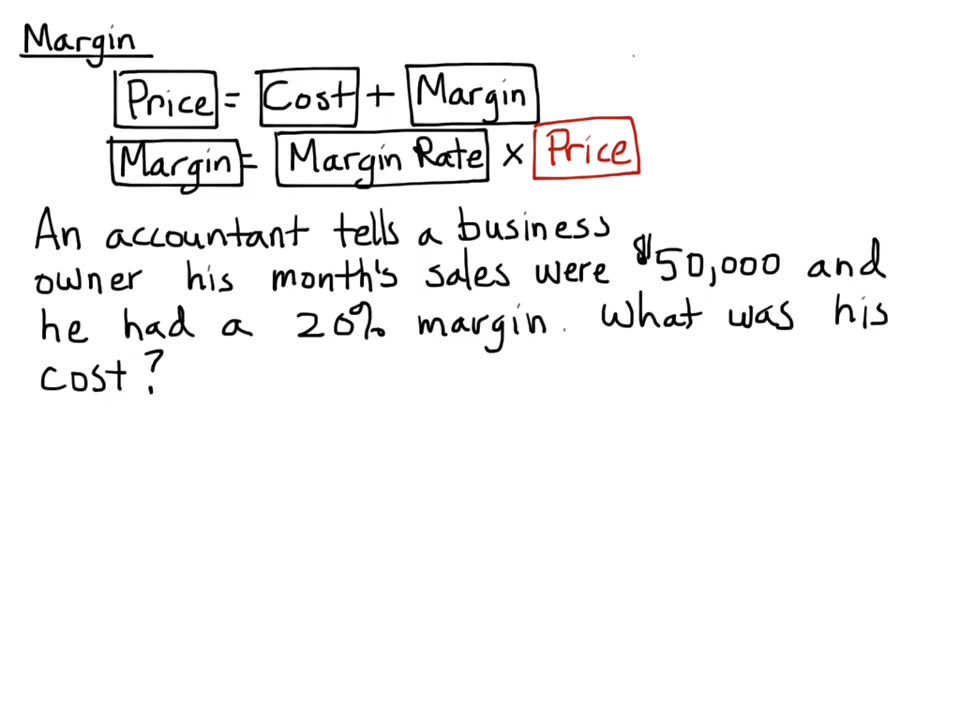 Margin
Price = Cost + Margin
Margin = Margin Rate x Price
An accountant tells a business
owner his month's sales were $50,000 and
he had a 20% margin. What was his
cost?